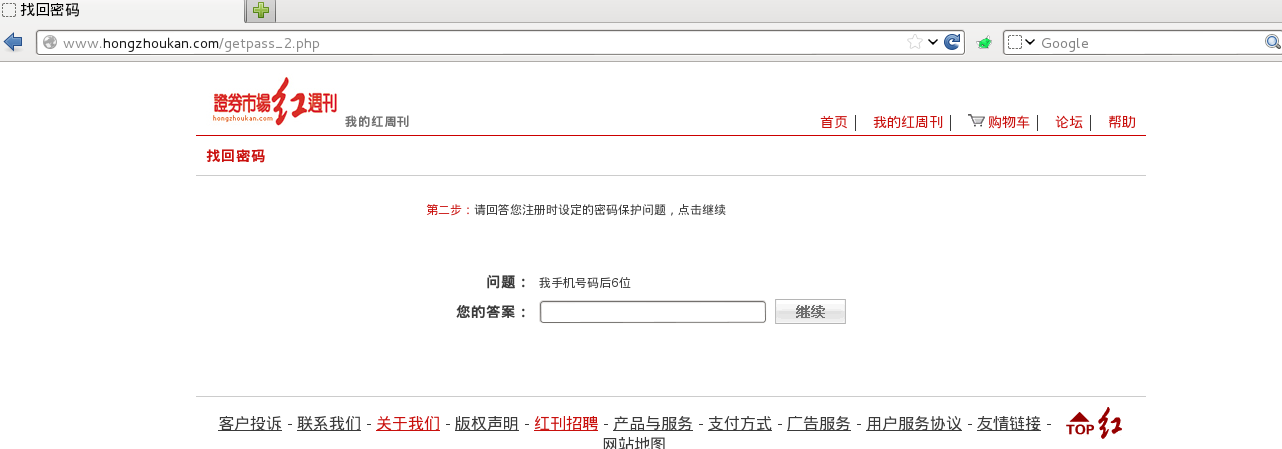 找回密码
www.hongzhoukan.com/getpass_2.php
Google
證券市場红週刊
hongzhoukan.com
我的红周刊
首页 | 我的红周刊 | 购物车 | 论坛 | 帮助
找回密码
第二步：请回答您注册时设定的密码保护问题，点击继续
问题： 我手机号码后6位
您的答案： 继续
客户投诉 - 联系我们 - 关于我们 - 版权声明 - 红刊招聘 - 产品与服务 - 支付方式 - 广告服务 - 用户服务协议 - 友情链接 - TOP 红
网站地图